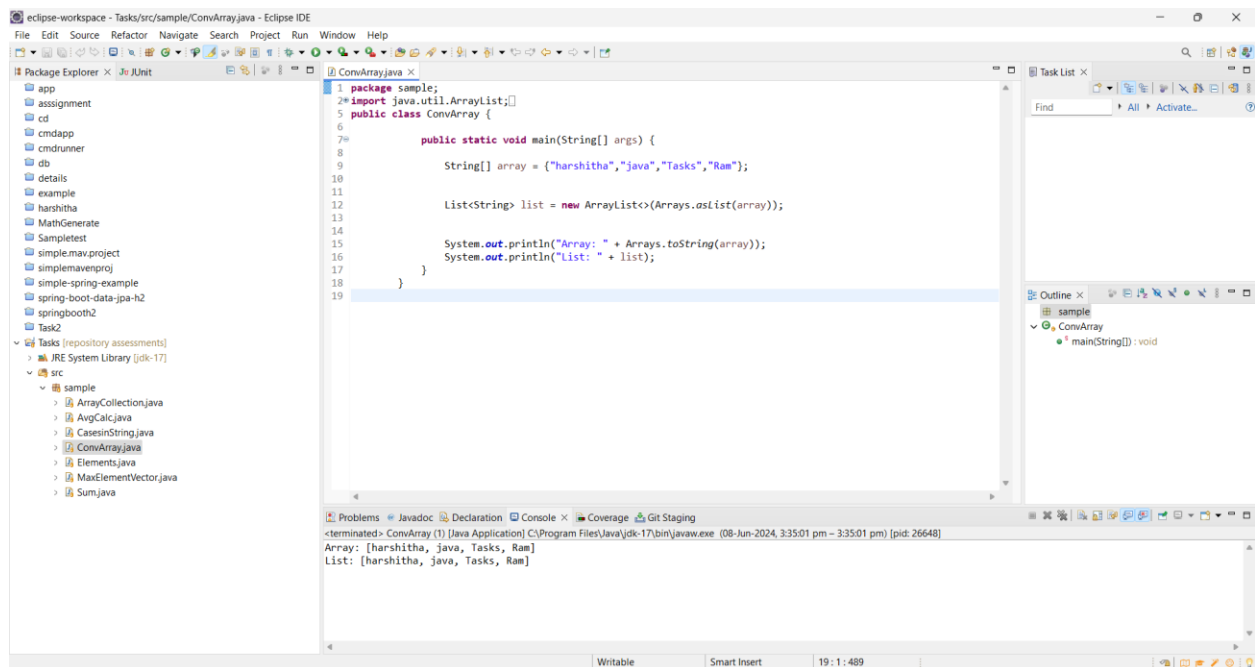 eclipse-workspace - Tasks/src/sample/ConvArray.java - Eclipse IDE
File Edit Source Refactor Navigate Search Project Run Window Help
Package Explorer × JUnit
app
asssignment
cd
cmdapp
cmdrunner
db
details
example
harshitha
MathGenerate
Sampletest
simple.mav.project
simplemavenproj
simple-spring-example
spring-boot-data-jpa-h2
springbooth2
Task2
Tasks [repository assessments]
JRE System Library [jdk-17]
src
sample
ArrayCollection.java
AvgCalc.java
CasesinString.java
ConvArray.java
Elements.java
MaxElementVector.java
Sum.java
ConvArray.java ×
1 package sample;
2 import java.util.ArrayList;
5 public class ConvArray {
6
7 public static void main(String[] args) {
8
9 String[] array = {"harshitha","java","Tasks","Ram"};
10
11
12 List<String> list = new ArrayList<>(Arrays.asList(array));
13
14
15 System.out.println("Array: " + Arrays.toString(array));
16 System.out.println("List: " + list);
17 }
18 }
19
Task List ×
Find All Activate...
Outline ×
sample
ConvArray
main(String[]) : void
Problems Javadoc Declaration Console × Coverage Git Staging
<terminated> ConvArray (1) [Java Application] C:\Program Files\Java\jdk-17\bin\javaw.exe (08-Jun-2024, 3:35:01 pm – 3:35:01 pm) [pid: 26648]
Array: [harshitha, java, Tasks, Ram]
List: [harshitha, java, Tasks, Ram]
Writable Smart Insert 19 : 1 : 489